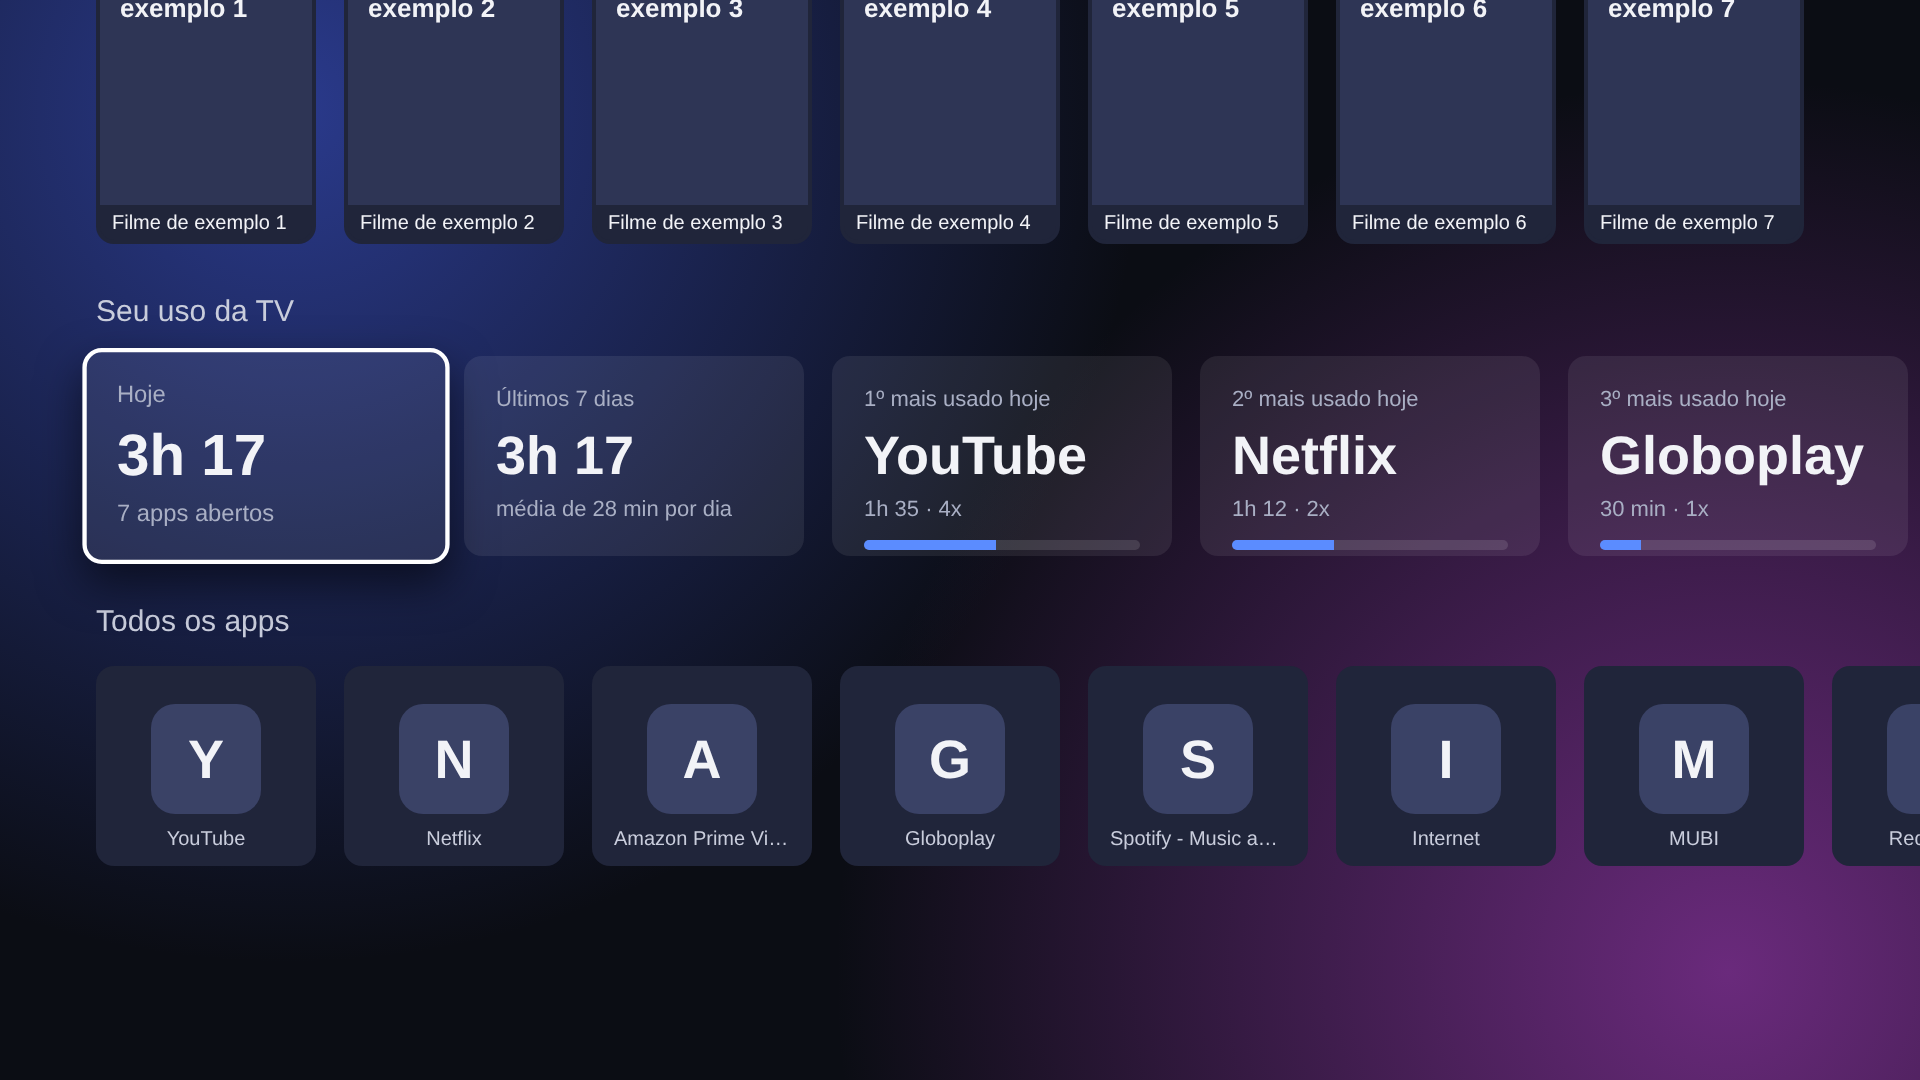 exemplo 1
exemplo 2
exemplo 3
exemplo 4
exemplo 5
exemplo 6
exemplo 7
Filme de exemplo 1
Filme de exemplo 2
Filme de exemplo 3
Filme de exemplo 4
Filme de exemplo 5
Filme de exemplo 6
Filme de exemplo 7
Seu uso da TV
Hoje
3h 17
7 apps abertos
Últimos 7 dias
3h 17
média de 28 min por dia
1º mais usado hoje
YouTube
1h 35 · 4x
2º mais usado hoje
Netflix
1h 12 · 2x
3º mais usado hoje
Globoplay
30 min · 1x
Todos os apps
Y
YouTube
N
Netflix
A
Amazon Prime Vi…
G
Globoplay
S
Spotify - Music a…
I
Internet
M
MUBI